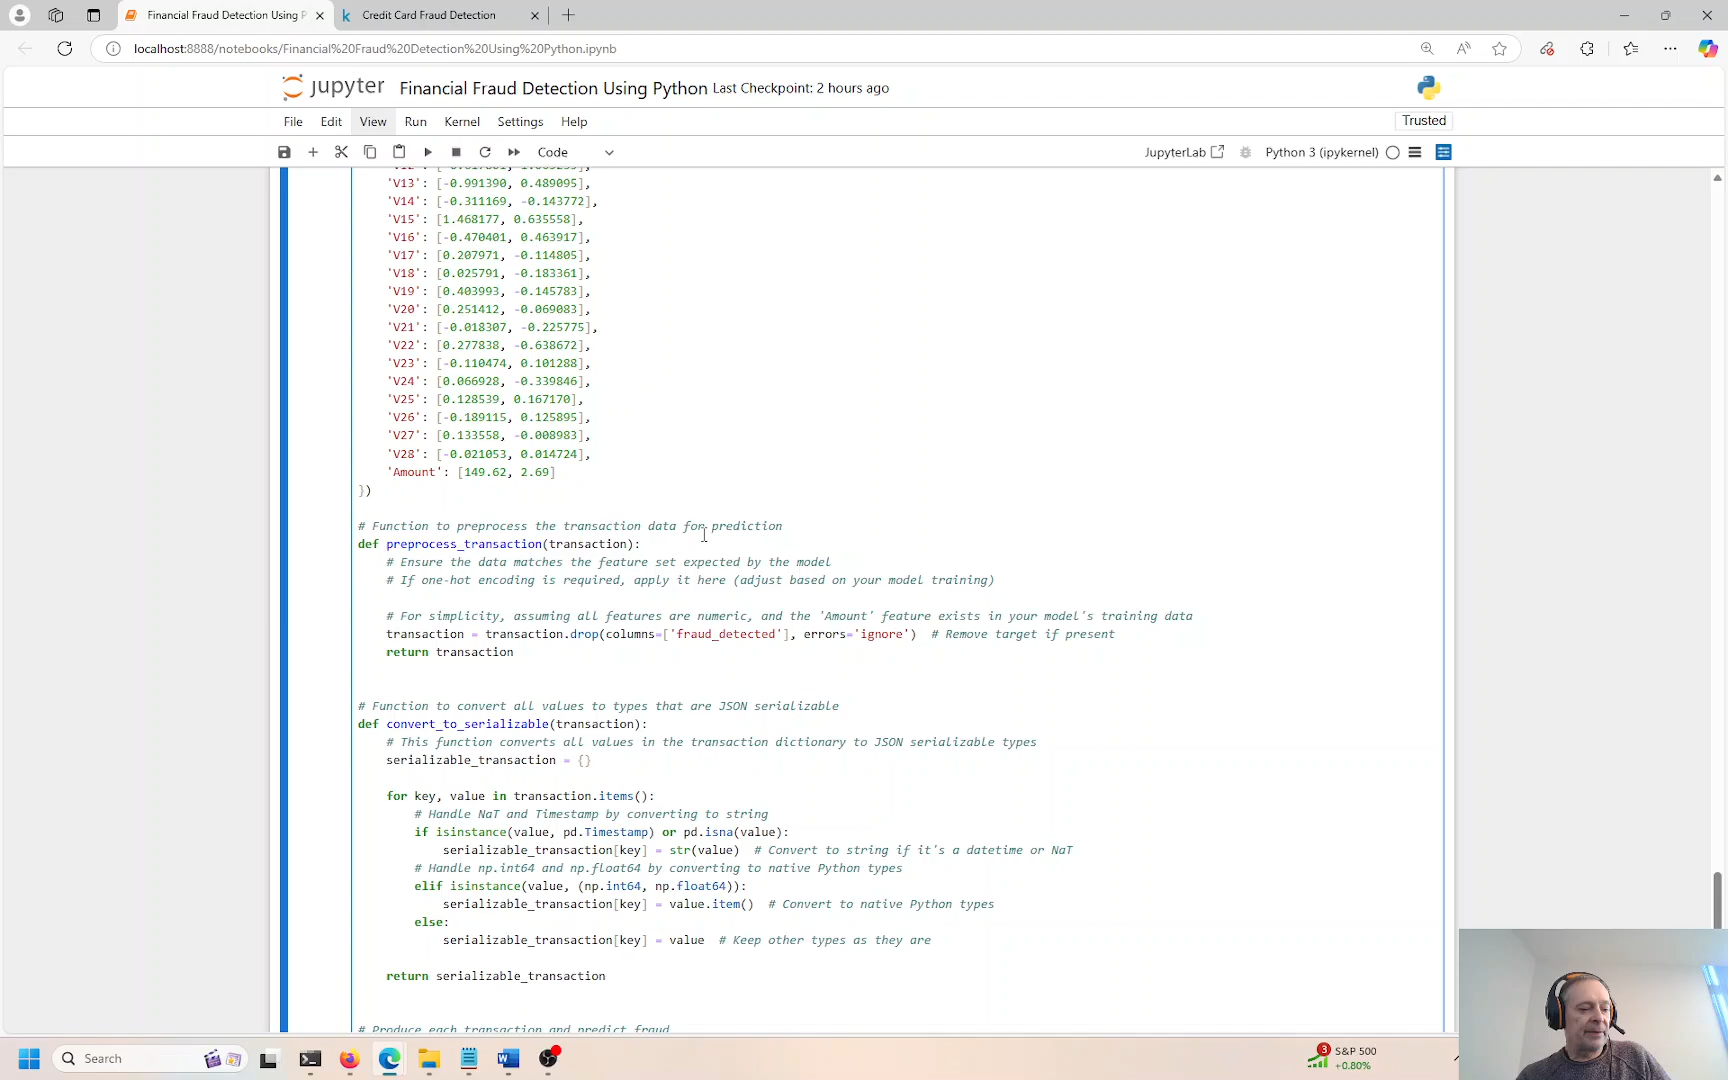 Financial Fraud Detection Using P
Credit Card Fraud Detection
localhost:8888/notebooks/Financial%20Fraud%20Detection%20Using%20Python.ipynb
jupyter Financial Fraud Detection Using Python Last Checkpoint: 2 hours ago
File Edit View Run Kernel Settings Help
Trusted
Code
JupyterLab
Python 3 (ipykernel)
'V13': [-0.991390, 0.489095],
'V14': [-0.311169, -0.143772],
'V15': [1.468177, 0.635558],
'V16': [-0.470401, 0.463917],
'V17': [0.207971, -0.114805],
'V18': [0.025791, -0.183361],
'V19': [0.403993, -0.145783],
'V20': [0.251412, -0.069083],
'V21': [-0.018307, -0.225775],
'V22': [0.277838, -0.638672],
'V23': [-0.110474, 0.101288],
'V24': [0.066928, -0.339846],
'V25': [0.128539, 0.167170],
'V26': [-0.189115, 0.125895],
'V27': [0.133558, -0.008983],
'V28': [-0.021053, 0.014724],
'Amount': [149.62, 2.69]
})
# Function to preprocess the transaction data for prediction
def preprocess_transaction(transaction):
# Ensure the data matches the feature set expected by the model
# If one-hot encoding is required, apply it here (adjust based on your model training)
# For simplicity, assuming all features are numeric, and the 'Amount' feature exists in your model's training data
transaction = transaction.drop(columns=['fraud_detected'], errors='ignore') # Remove target if present
return transaction
# Function to convert all values to types that are JSON serializable
def convert_to_serializable(transaction):
# This function converts all values in the transaction dictionary to JSON serializable types
serializable_transaction = {}
for key, value in transaction.items():
# Handle NaT and Timestamp by converting to string
if isinstance(value, pd.Timestamp) or pd.isna(value):
serializable_transaction[key] = str(value) # Convert to string if it's a datetime or NaT
# Handle np.int64 and np.float64 by converting to native Python types
elif isinstance(value, (np.int64, np.float64)):
serializable_transaction[key] = value.item() # Convert to native Python types
else:
serializable_transaction[key] = value # Keep other types as they are
return serializable_transaction
# Produce each transaction and predict fraud
Search
3
S&P 500
+0.80%